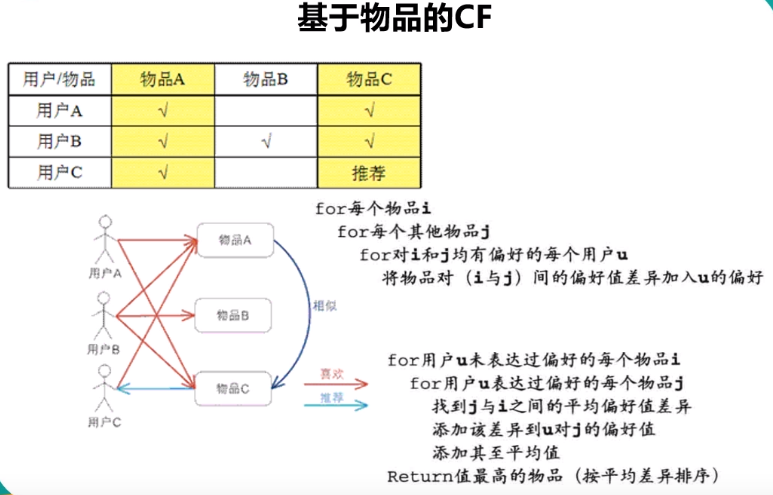 基于物品的CF
用户/物品 物品A 物品B 物品C
用户A √ √
用户B √ √ √
用户C √ 推荐
for每个物品i
for每个其他物品j
for对i和j均有偏好的每个用户u
将物品对（i与j）间的偏好值差异加入u的偏好
物品A
用户A
相似
物品B
用户B
喜欢
物品C
推荐
用户C
for用户u未表达过偏好的每个物品i
for用户u表达过偏好的每个物品j
找到j与i之间的平均偏好值差异
添加该差异到u对j的偏好值
添加其至平均值
Return值最高的物品（按平均差异排序）